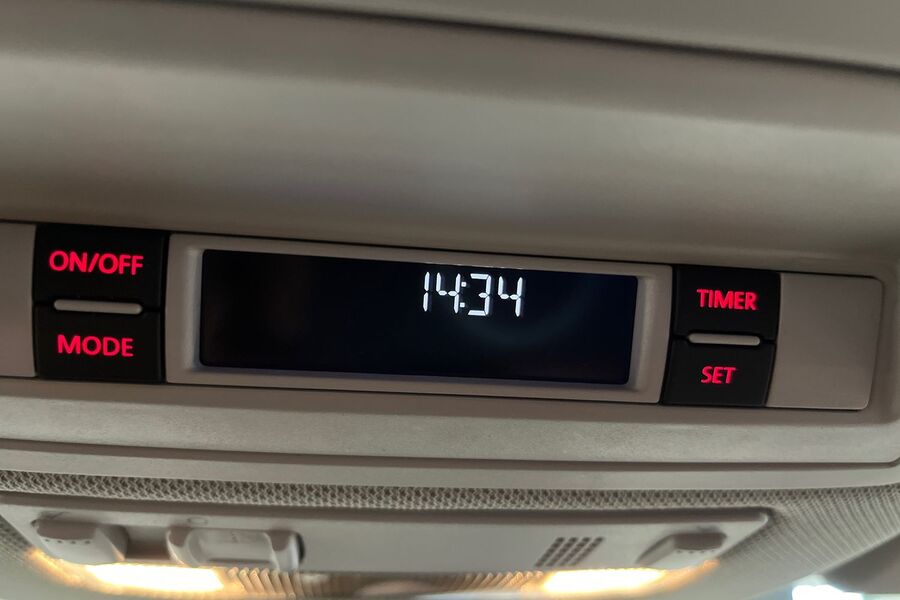 ON/OFF
MODE
14:34
TIMER
SET